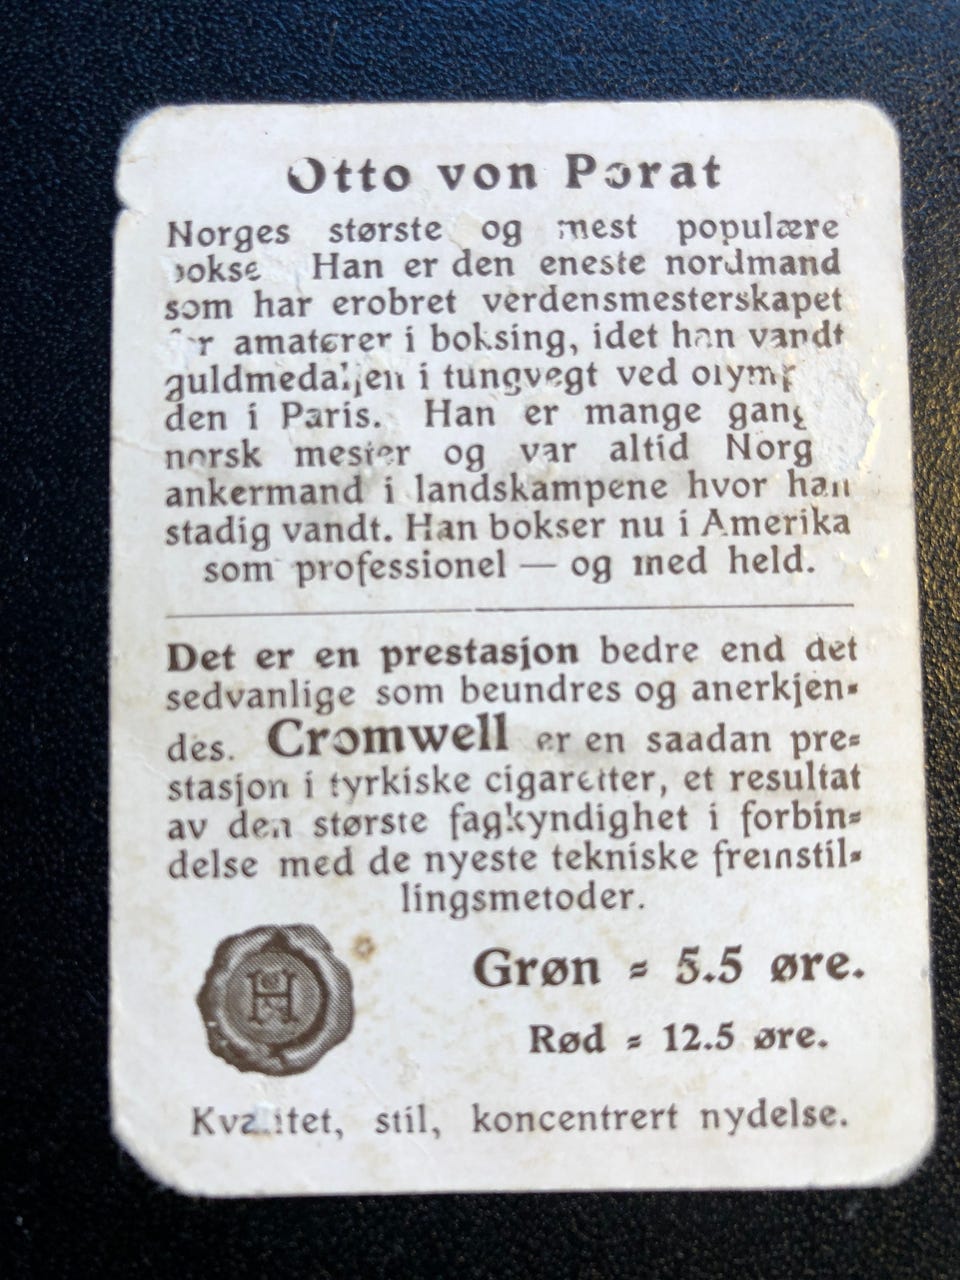 Otto von Porat
Norges største og mest populære
bokse Han er den eneste nordmand
som har erobret verdensmesterskapet
for amatører i boksing, idet han vandt
guldmedaljen i tungvegt ved olymp
den i Paris. Han er mange gang
norsk mester og var altid Norg
ankermand i landskampene hvor han
stadig vandt. Han bokser nu i Amerika
som professionel — og med held.
Det er en prestasjon bedre end det
sedvanlige som beundres og anerkjen-
des. Cromwell er en saadan pre-
stasjon i tyrkiske cigaretter, et resultat
av den største fagkyndighet i forbin-
delse med de nyeste tekniske fremstil-
lingsmetoder.
H
Grøn - 5.5 øre.
Rød - 12.5 øre.
Kvalitet, stil, koncentrert nydelse.